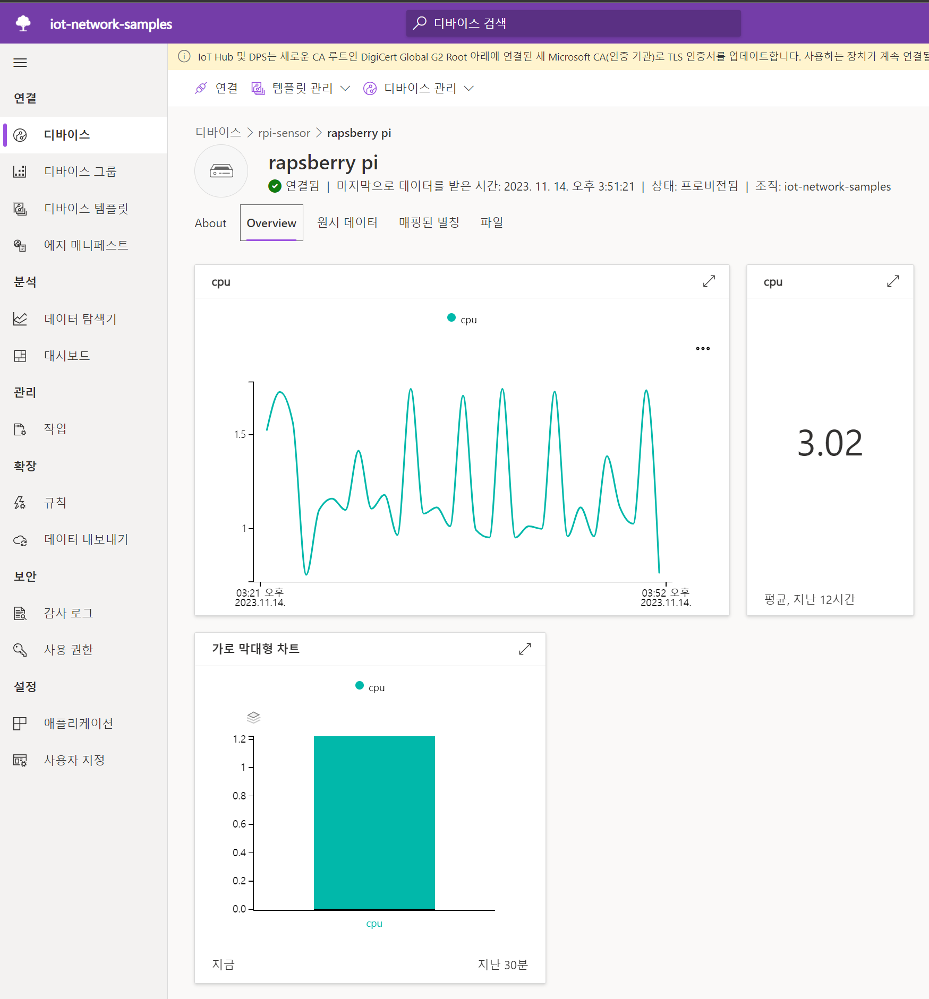 iot-network-samples
디바이스 검색
IoT Hub 및 DPS는 새로운 CA 루트인 DigiCert Global G2 Root 아래에 연결된 새 Microsoft CA(인증 기관)로 TLS 인증서를 업데이트합니다. 사용하는 장치가 계속 연결될
연결
디바이스
디바이스 그룹
디바이스 템플릿
에지 매니페스트
분석
데이터 탐색기
대시보드
관리
작업
확장
규칙
데이터 내보내기
보안
감사 로그
사용 권한
설정
애플리케이션
사용자 지정
연결 템플릿 관리 디바이스 관리
디바이스 > rpi-sensor > rapsberry pi
rapsberry pi
연결됨 | 마지막으로 데이터를 받은 시간: 2023. 11. 14. 오후 3:51:21 | 상태: 프로비전됨 | 조직: iot-network-samples
About Overview 원시 데이터 매핑된 별칭 파일
cpu
cpu
1.5
1
03:21 오후
2023.11.14.
03:52 오후
2023.11.14.
cpu
3.02
평균, 지난 12시간
가로 막대형 차트
cpu
1.2
1
0.8
0.6
0.4
0.2
0.0
cpu
지금
지난 30분